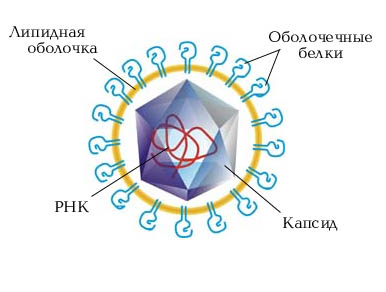 Липидная
оболочка
Оболочечные
белки
РНК
Капсид